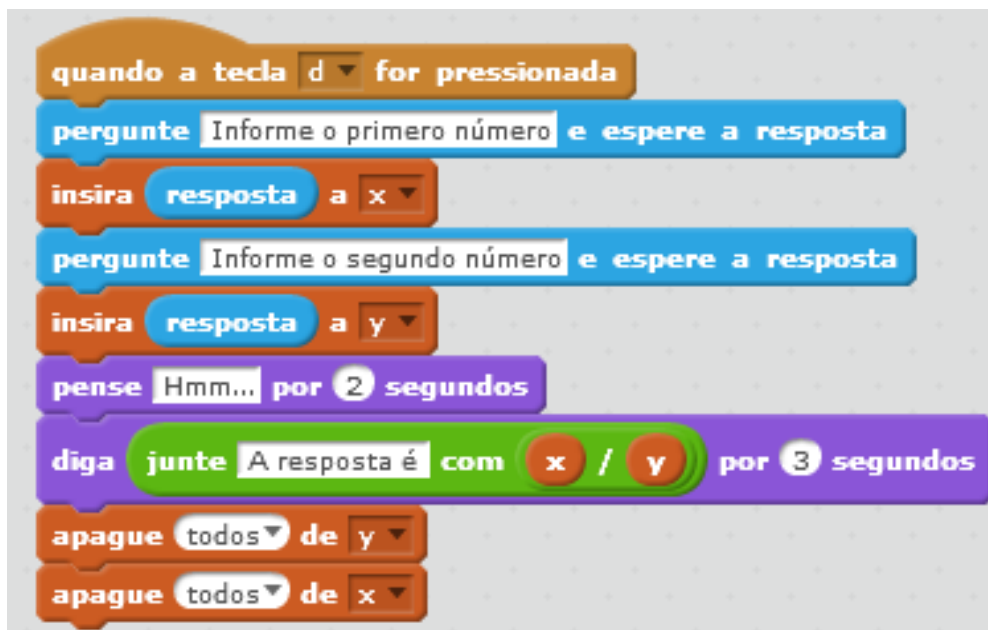 quando a tecla d for pressionada
pergunte Informe o primero número e espere a resposta
insira resposta a x
pergunte Informe o segundo número e espere a resposta
insira resposta a y
pense Hmm... por 2 segundos
diga junte A resposta é com x / y por 3 segundos
apague todos de y
apague todos de x